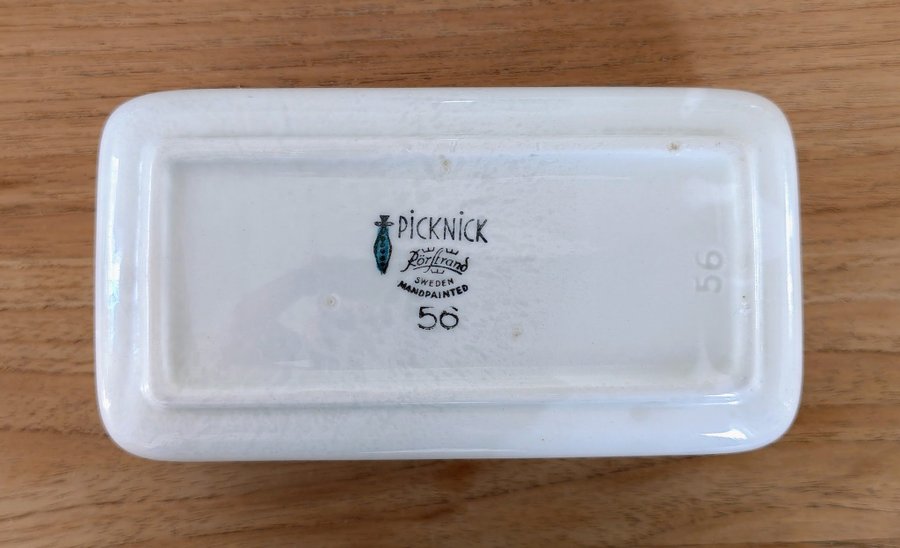 PiCKNiCK
Rörstrand
SWEDEN
HANDPAINTED
56
56